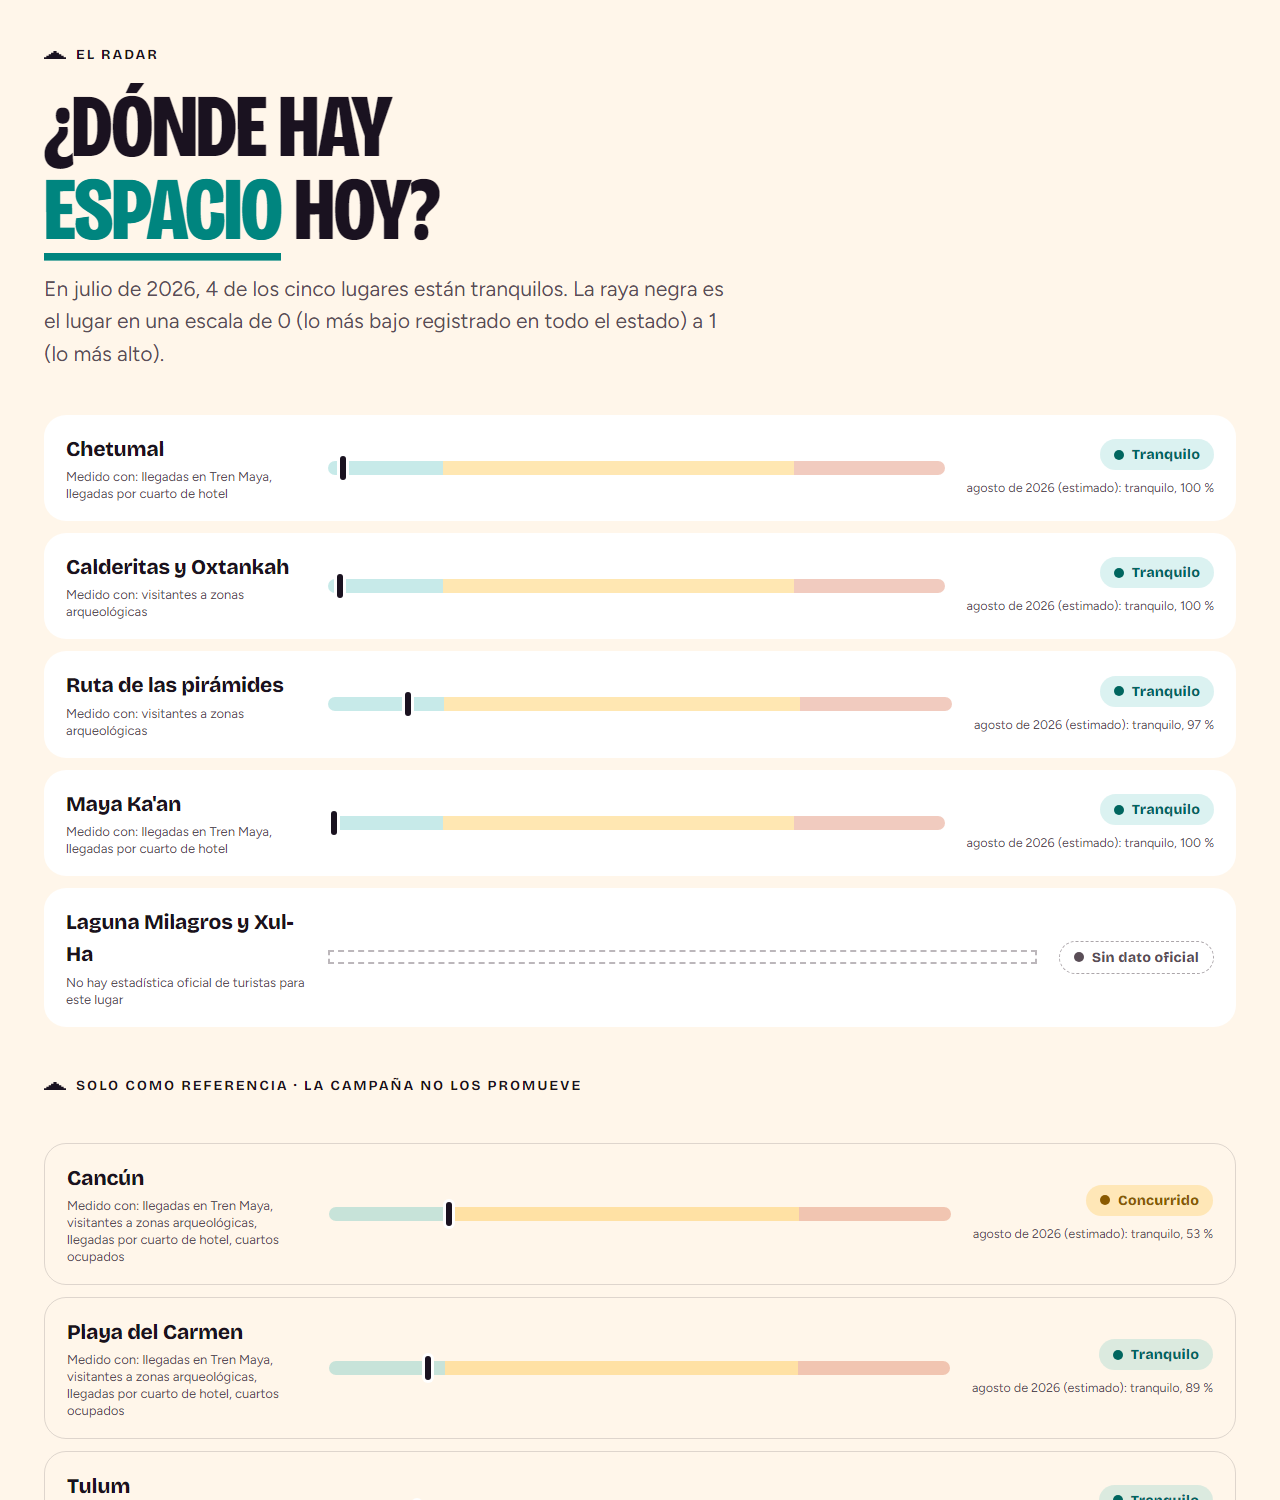 EL RADAR
¿DÓNDE HAY
ESPACIO HOY?
En julio de 2026, 4 de los cinco lugares están tranquilos. La raya negra es
el lugar en una escala de 0 (lo más bajo registrado en todo el estado) a 1
(lo más alto).
Chetumal
Medido con: llegadas en Tren Maya,
llegadas por cuarto de hotel
Tranquilo
agosto de 2026 (estimado): tranquilo, 100 %
Calderitas y Oxtankah
Medido con: visitantes a zonas
arqueológicas
Tranquilo
agosto de 2026 (estimado): tranquilo, 100 %
Ruta de las pirámides
Medido con: visitantes a zonas
arqueológicas
Tranquilo
agosto de 2026 (estimado): tranquilo, 97 %
Maya Ka'an
Medido con: llegadas en Tren Maya,
llegadas por cuarto de hotel
Tranquilo
agosto de 2026 (estimado): tranquilo, 100 %
Laguna Milagros y Xul-
Ha
No hay estadística oficial de turistas para
este lugar
Sin dato oficial
SOLO COMO REFERENCIA · LA CAMPAÑA NO LOS PROMUEVE
Cancún
Medido con: llegadas en Tren Maya,
visitantes a zonas arqueológicas,
llegadas por cuarto de hotel, cuartos
ocupados
Concurrido
agosto de 2026 (estimado): tranquilo, 53 %
Playa del Carmen
Medido con: llegadas en Tren Maya,
visitantes a zonas arqueológicas,
llegadas por cuarto de hotel, cuartos
ocupados
Tranquilo
agosto de 2026 (estimado): tranquilo, 89 %
Tulum
Tranquilo